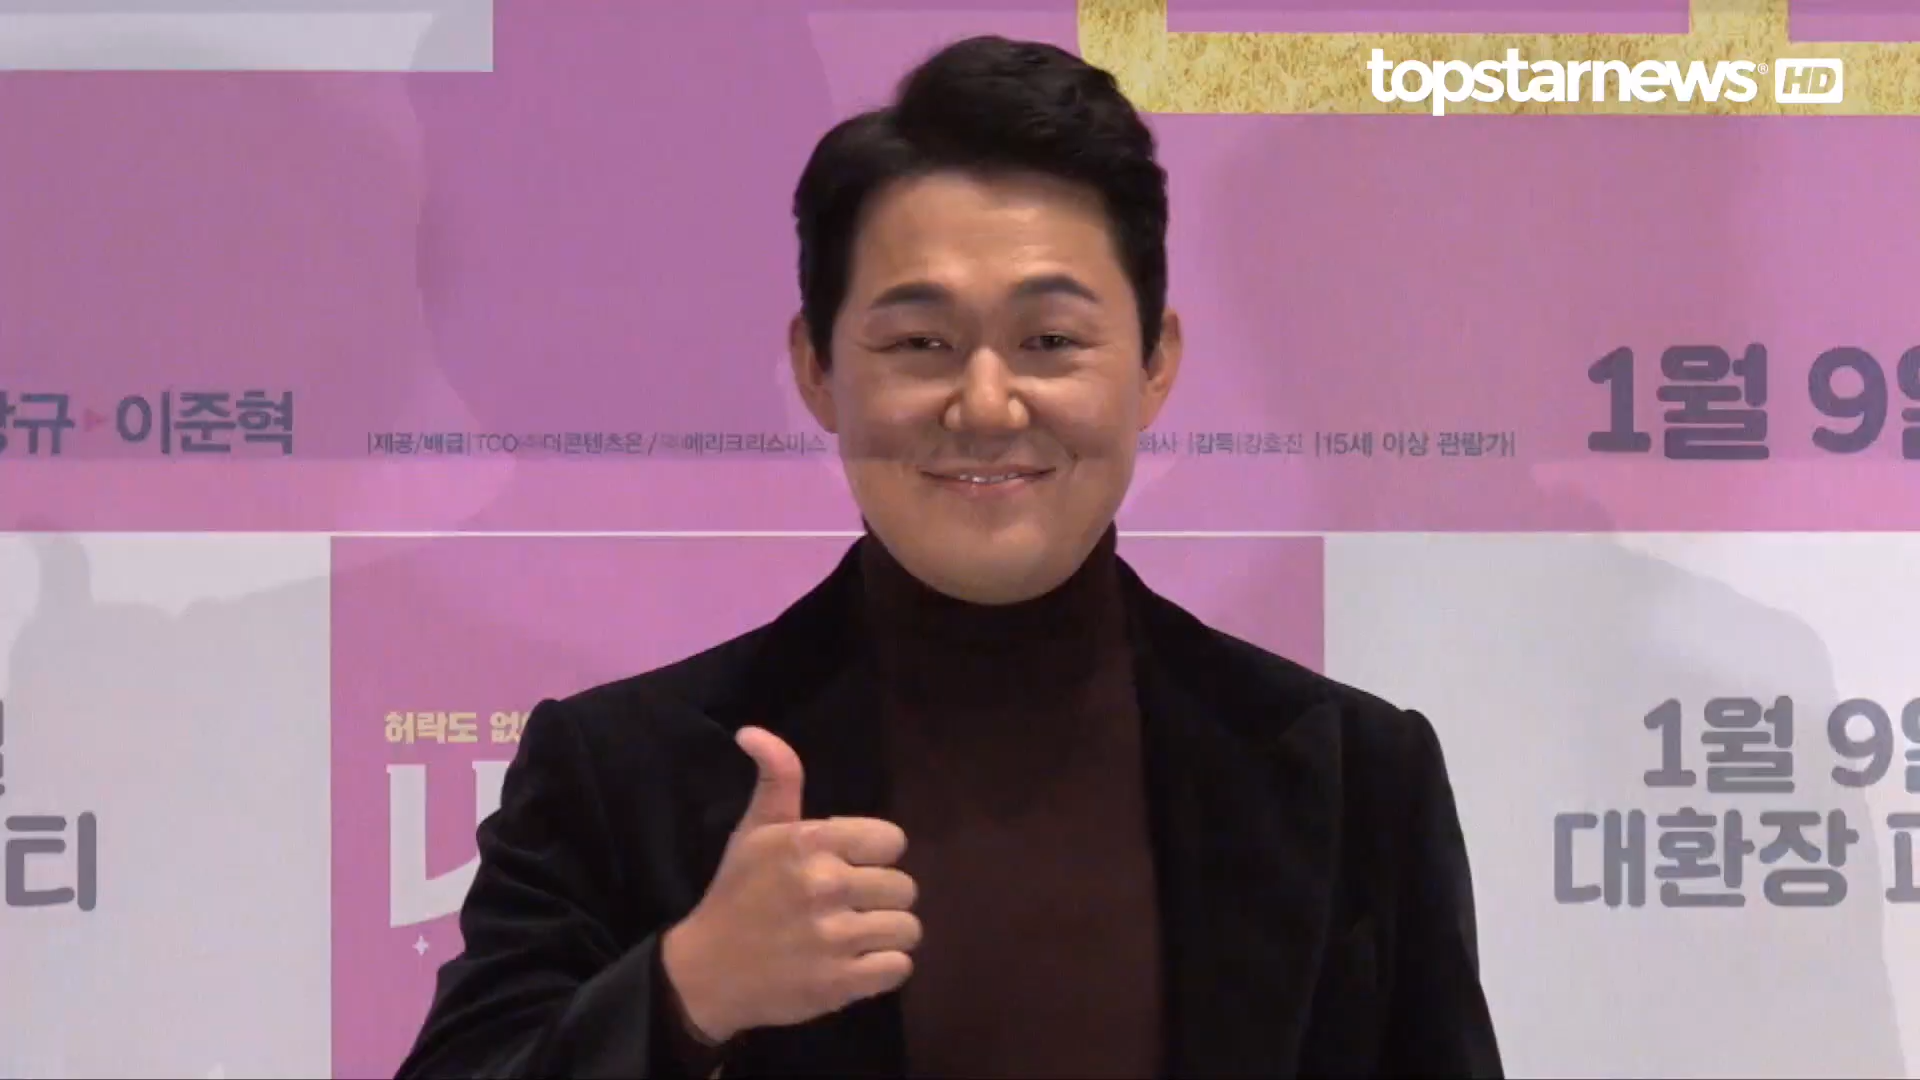 topstarnews HD
이준혁
|제공/배급| TCO㈜더콘텐츠온 / ㈜메리크리스마스
|감독|강효진 |15세 이상 관람가|
1월 9일
허락도 없이
1월 9일
대환장 파
티